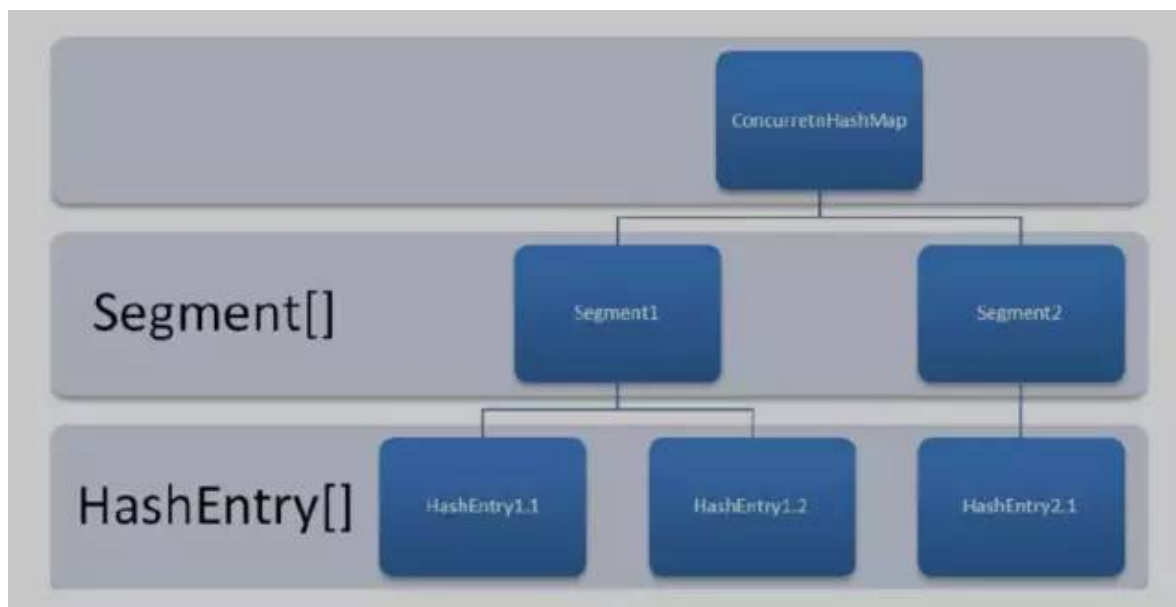 ConcurretnHashMap
Segment[]
Segment1
Segment2
HashEntry[]
HashEntry1.1
HashEntry1.2
HashEntry2.1